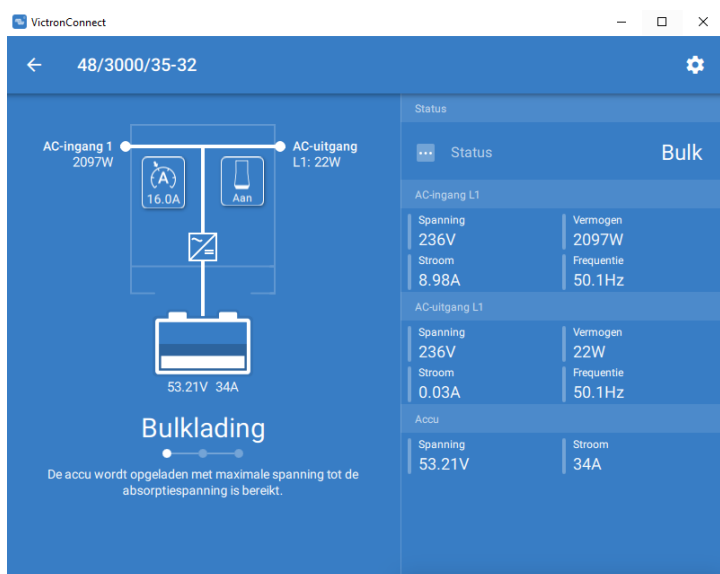 VictronConnect
48/3000/35-32
AC-ingang 1
2097W
AC-uitgang
L1: 22W
A
16.0A
Aan
53.21V 34A
Bulklading
De accu wordt opgeladen met maximale spanning tot de
absorptiespanning is bereikt.
Status
Status Bulk
AC-ingang L1
Spanning Vermogen
236V 2097W
Stroom Frequentie
8.98A 50.1Hz
AC-uitgang L1
Spanning Vermogen
236V 22W
Stroom Frequentie
0.03A 50.1Hz
Accu
Spanning Stroom
53.21V 34A